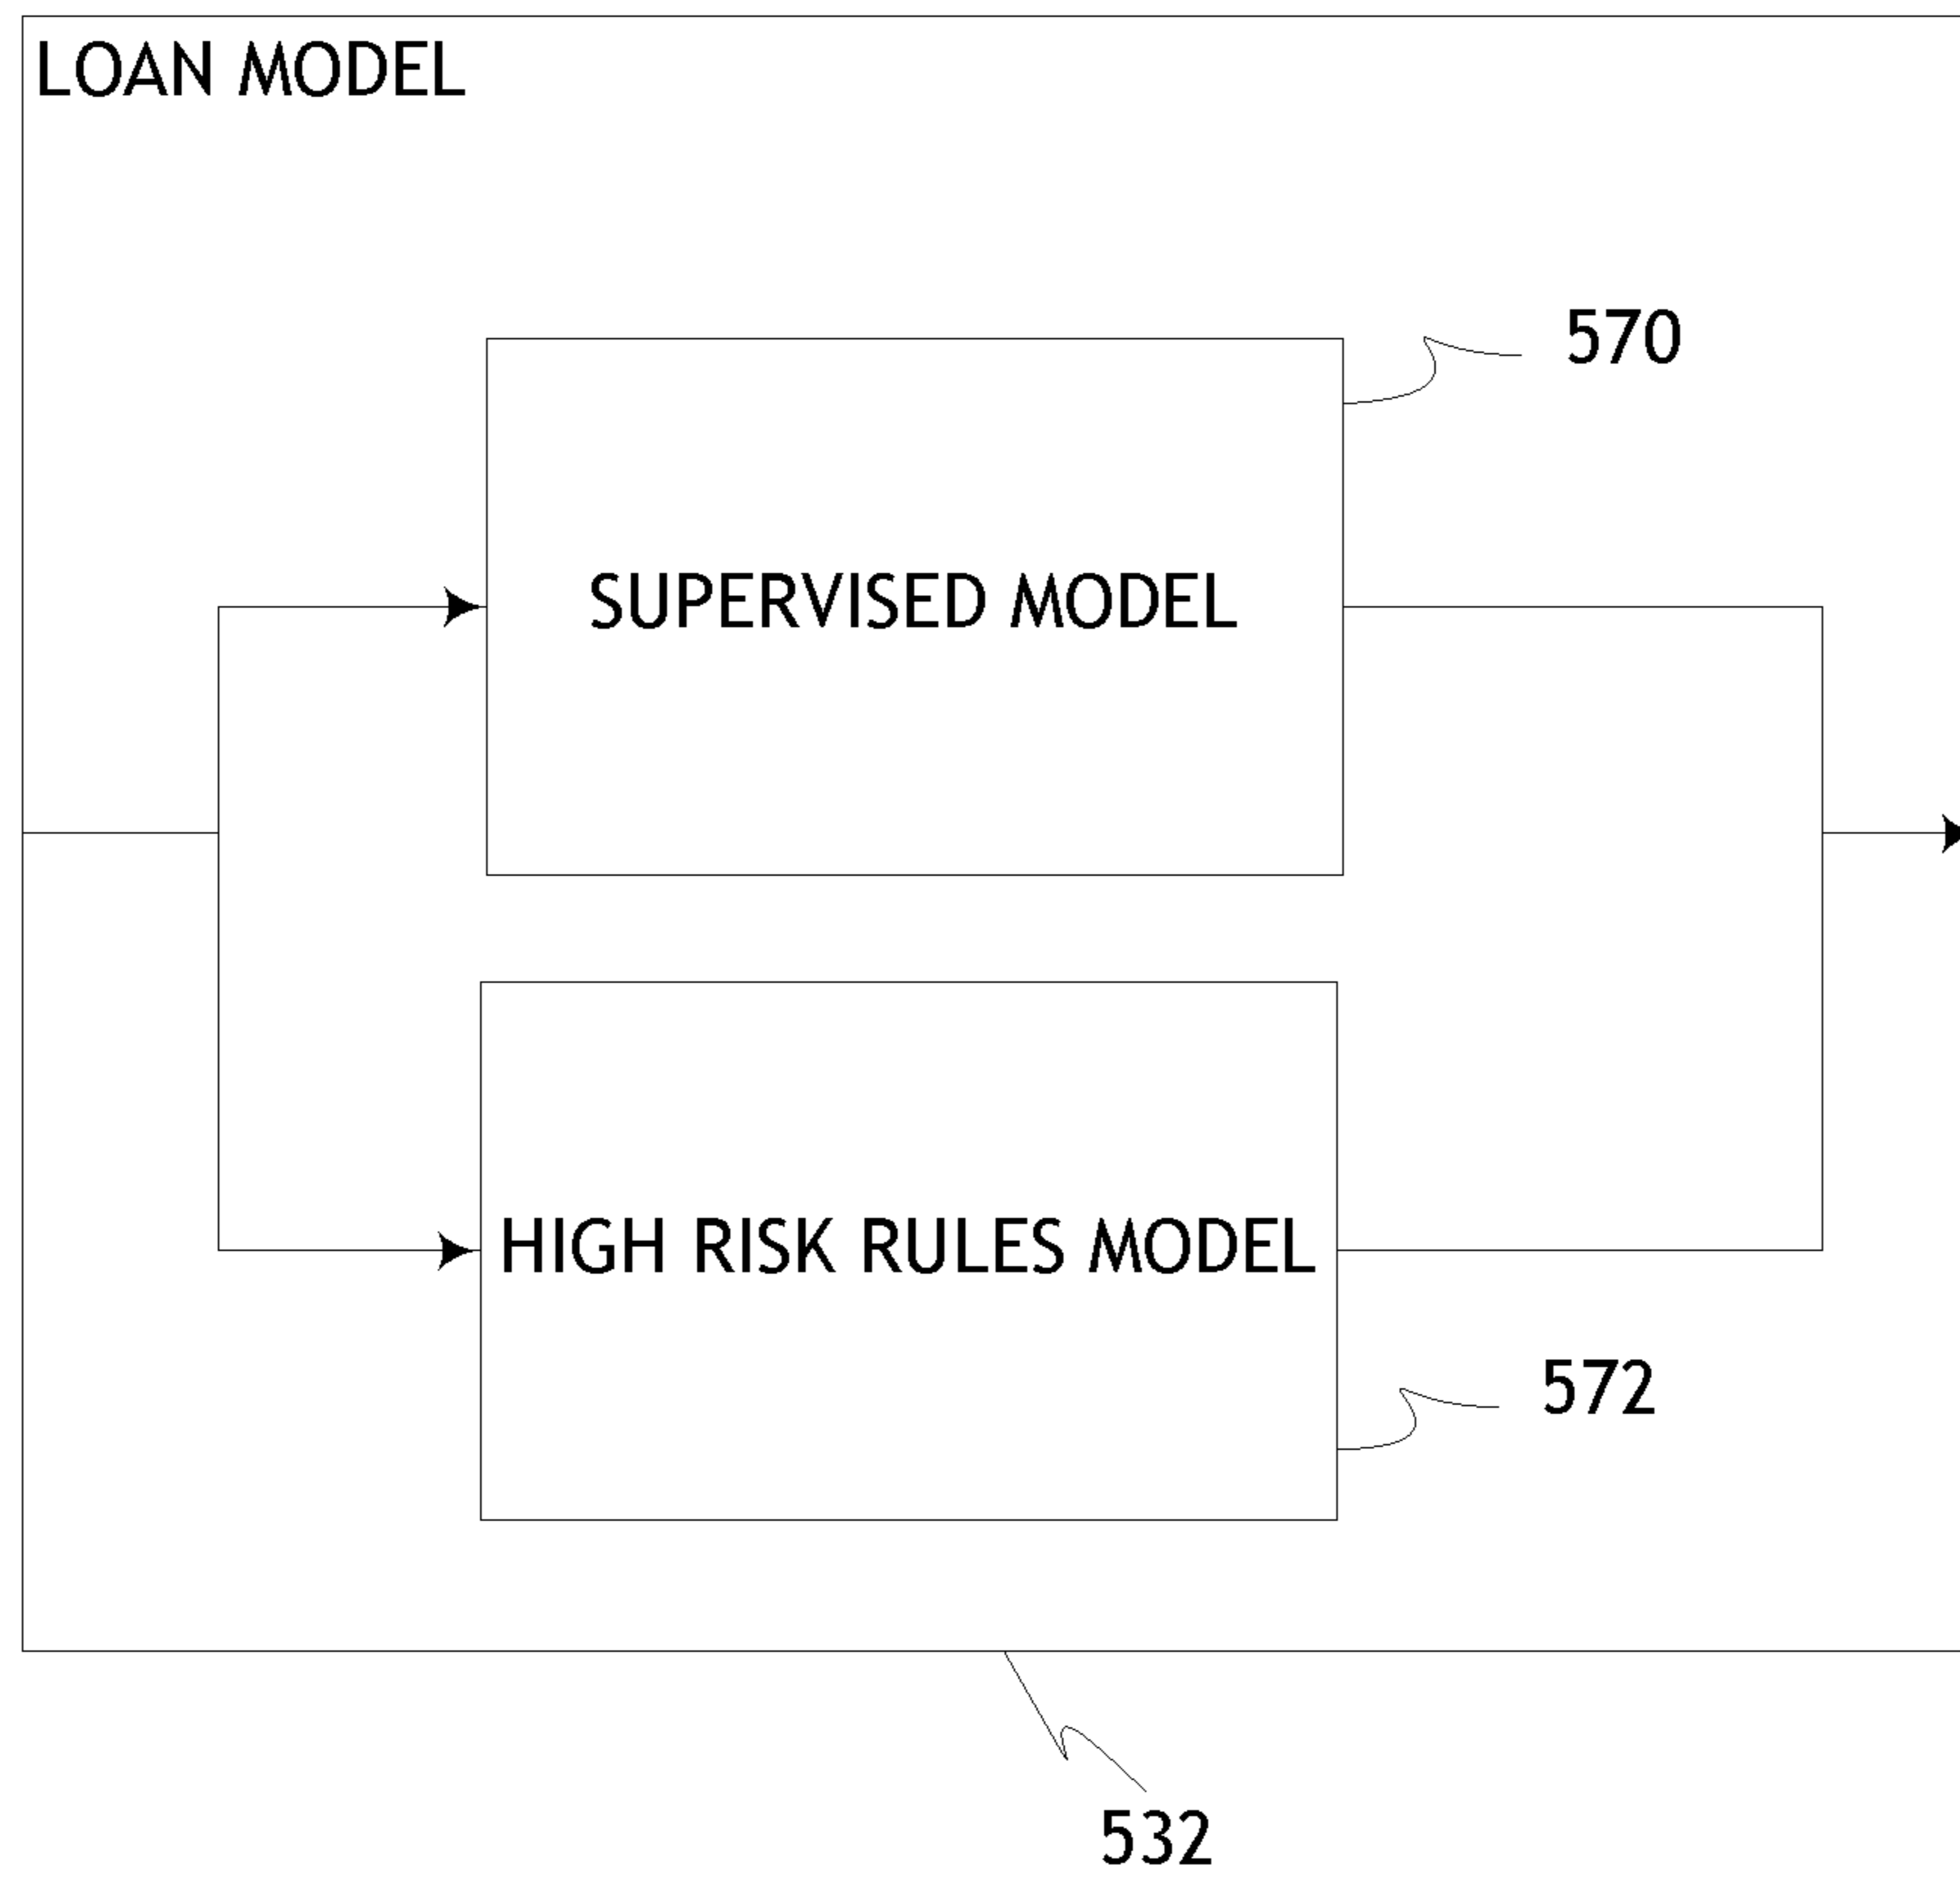 LOAN MODEL
570
SUPERVISED MODEL
HIGH RISK RULES MODEL
572
532